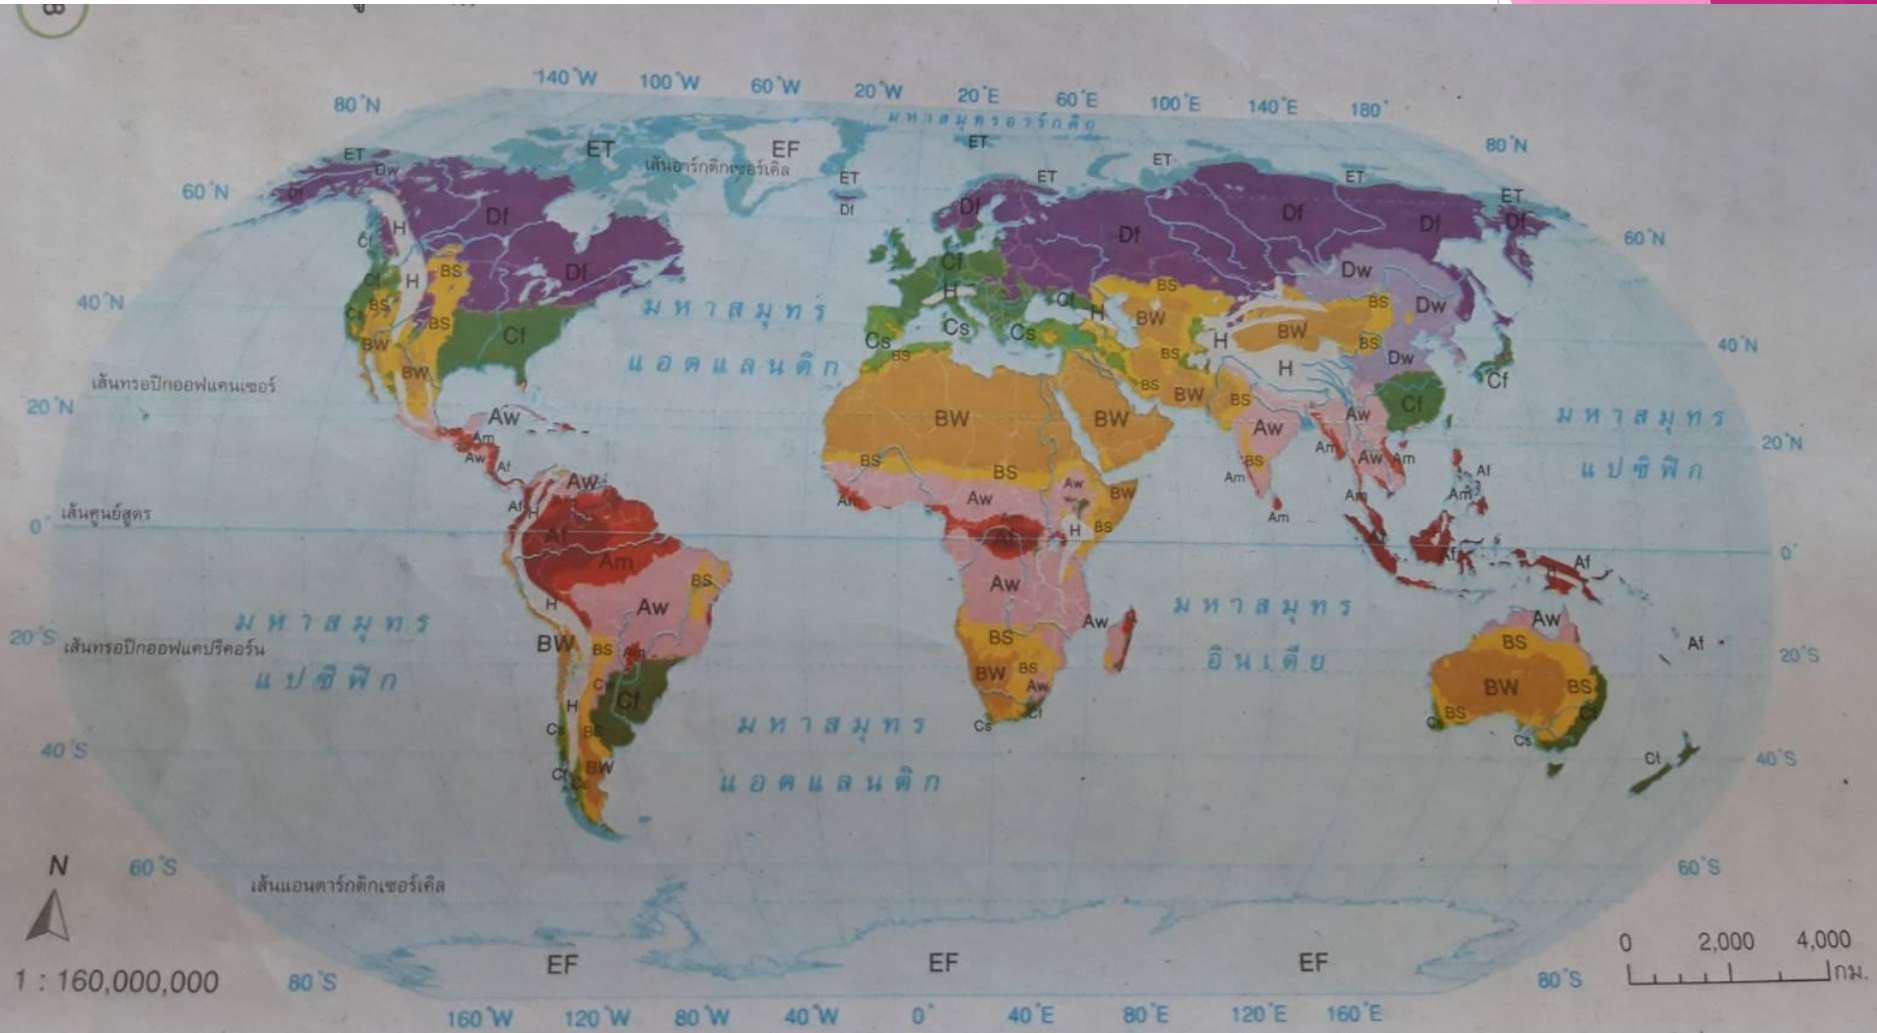 8
140°W 100°W 60°W 20°W 20°E 60°E 100°E 140°E 180°
80°N
มหาสมุทรอาร์กติก
80°N
ET Dw ET EF ET ET ET ET ET
เส้นอาร์กติกเซอร์เคิล
60°N
Df Df Df Df Df Df Df Df
ET
60°N
H Cf Df Dw
Cf H BS Df Cf H Cf H BS BS Dw
40°N
Cs BS BS Cf
มหาสมุทร
Cs Cs Cs BW BW BS H Dw
40°N
BW BW
แอตแลนติก
BS BS BS BW H Cf
เส้นทรอปิกออฟแคนเซอร์
20°N
Aw BW BW BS Aw Aw Cf
มหาสมุทร
20°N
Am Aw Af Aw BS BS Aw BW BS Am Aw Am Af
แปซิฟิก
Am Aw Am Am Am Am
เส้นศูนย์สูตร
0°
Af H Af Am H BS Af Af
0°
Am Aw BS
H Aw Aw
มหาสมุทร
Aw
มหาสมุทร
20°S
เส้นทรอปิกออฟแคปริคอร์น
BW BS Am BS
อินเดีย
BS Af
20°S
แปซิฟิก
Cw Cf BW BS Aw BW BS
H Cs Cf
มหาสมุทร
BS Cs Cf
40°S
Cs BS Cs Cf
40°S
Cf BW
แอตแลนติก
N
60°S
เส้นแอนตาร์กติกเซอร์เคิล
60°S
EF EF EF
0 2,000 4,000
กม.
1 : 160,000,000
80°S
80°S
160°W 120°W 80°W 40°W 0° 40°E 80°E 120°E 160°E